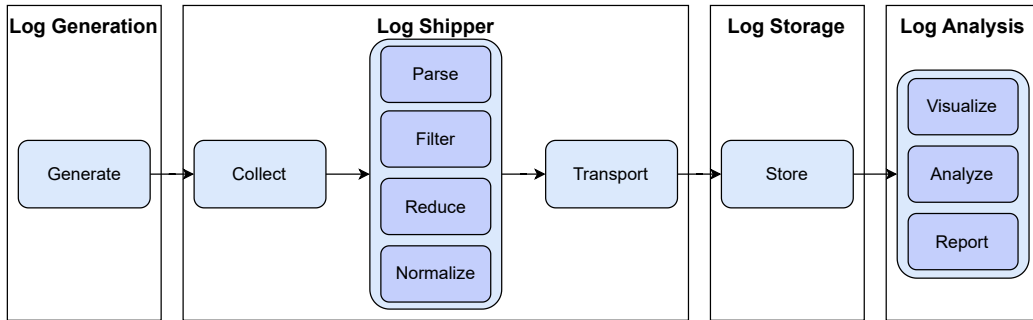 Log Generation
Generate
Log Shipper
Collect
Parse
Filter
Reduce
Normalize
Transport
Log Storage
Store
Log Analysis
Visualize
Analyze
Report